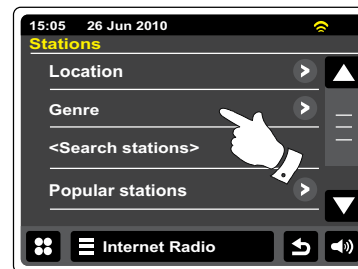 15:05 26 Jun 2010
Stations
Location
Genre
<Search stations>
Popular stations
Internet Radio